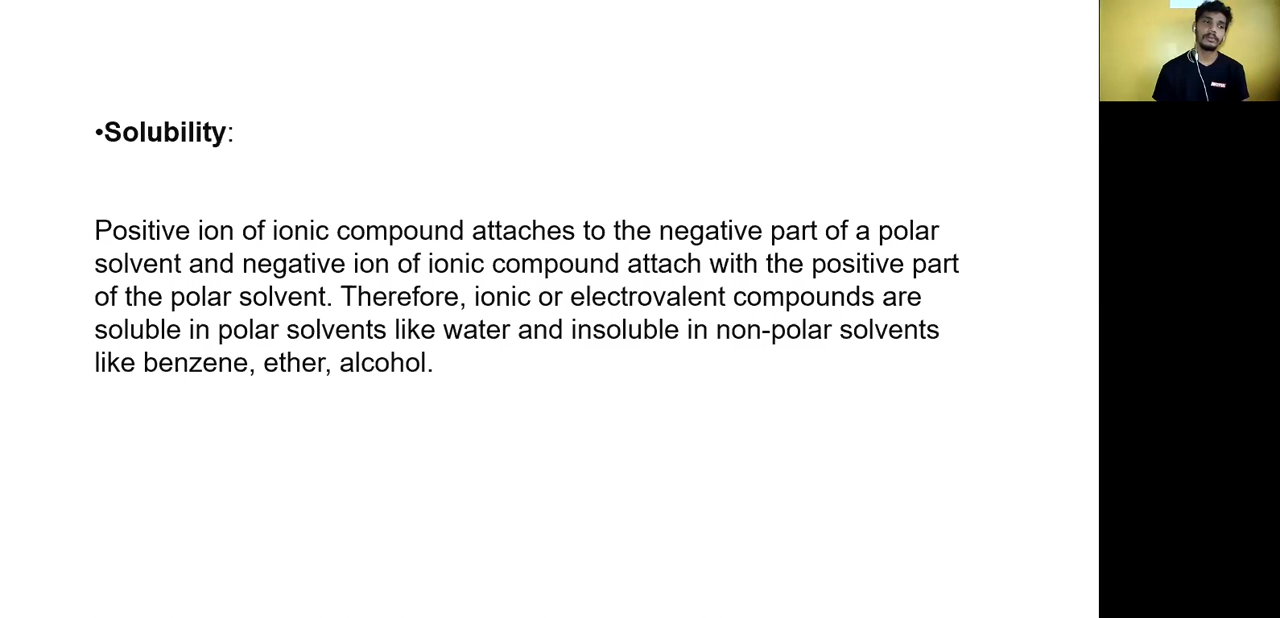 •Solubility:
Positive ion of ionic compound attaches to the negative part of a polar
solvent and negative ion of ionic compound attach with the positive part
of the polar solvent. Therefore, ionic or electrovalent compounds are
soluble in polar solvents like water and insoluble in non-polar solvents
like benzene, ether, alcohol.